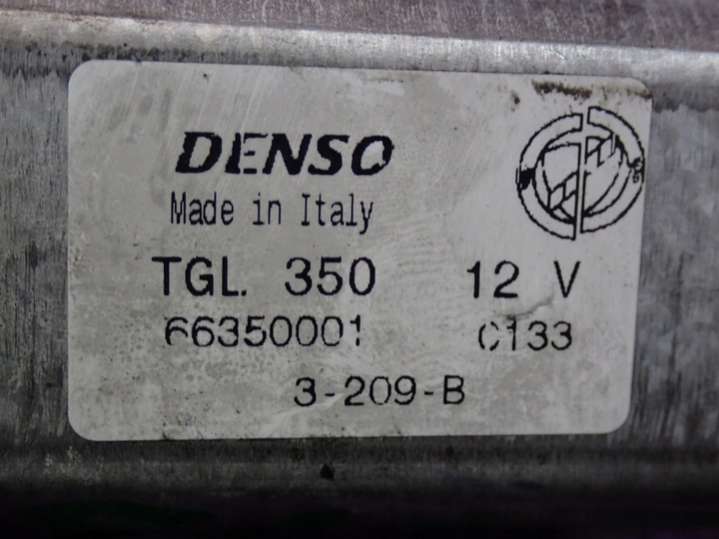 DENSO
Made in Italy
TGL. 350 12 V
66350001 C133
3-209-B